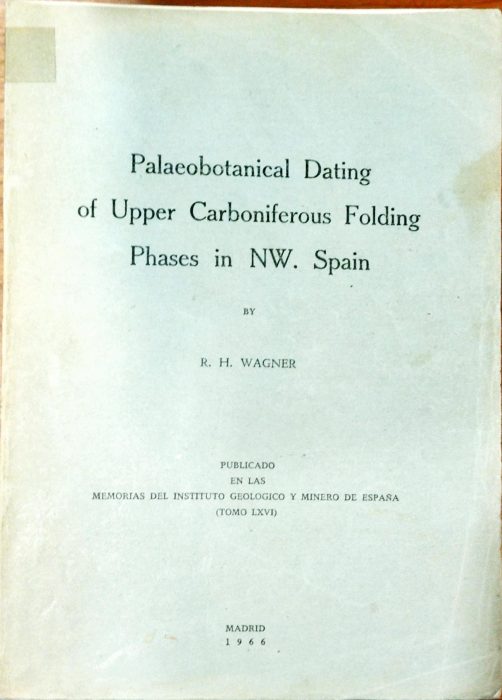 Palaeobotanical Dating
of Upper Carboniferous Folding
Phases in NW. Spain
BY
R. H. WAGNER
PUBLICADO
EN LAS
MEMORIAS DEL INSTITUTO GEOLOGICO Y MINERO DE ESPAÑA
(TOMO LXVI)
MADRID
1966